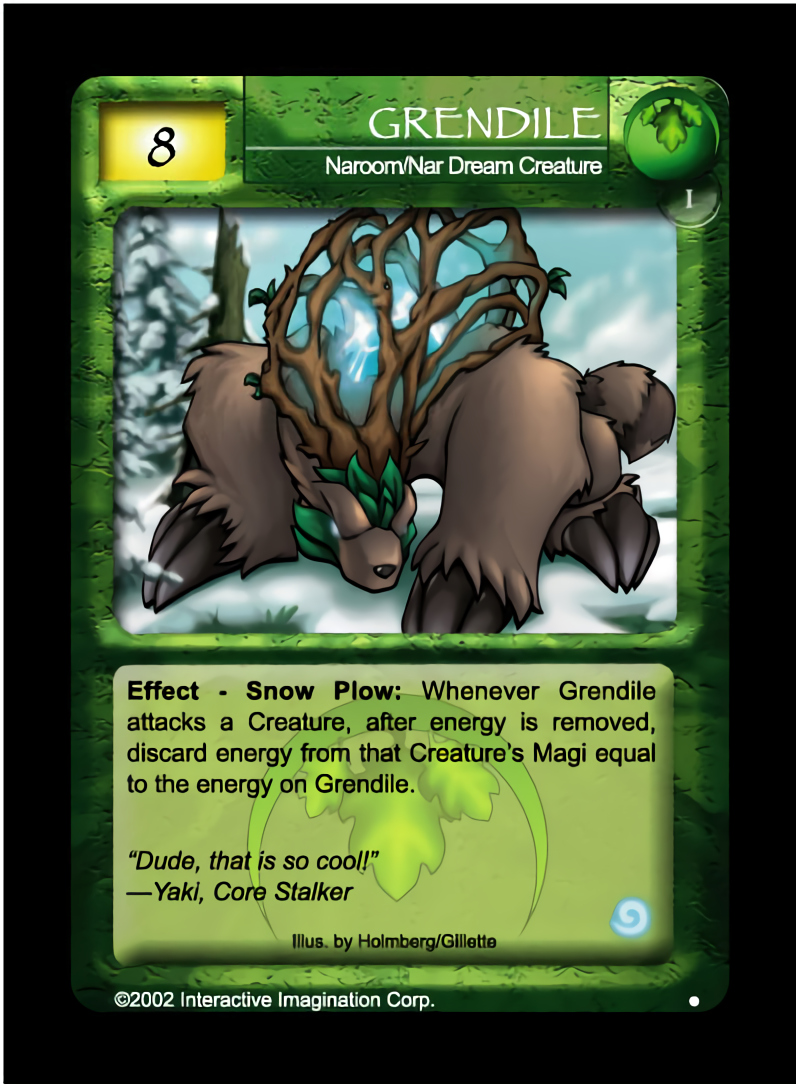 8
GRENDILE
Naroom/Nar Dream Creature
I
Effect - Snow Plow: Whenever Grendile
attacks a Creature, after energy is removed,
discard energy from that Creature's Magi equal
to the energy on Grendile.
“Dude, that is so cool!”
—Yaki, Core Stalker
Illus. by Holmberg/Gillette
©2002 Interactive Imagination Corp.